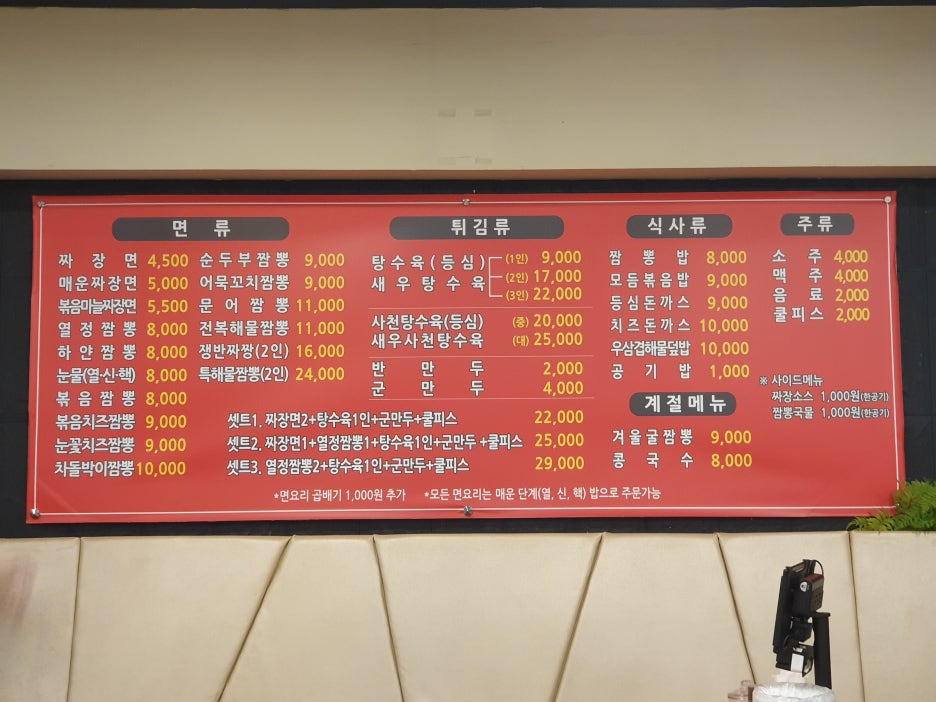 면 류
짜 장 면 4,500
매운짜장면 5,000
볶음마늘짜장면 5,500
열 정 짬 뽕 8,000
하 얀 짬 뽕 8,000
눈물(열·신·핵) 8,000
볶 음 짬 뽕 8,000
볶음치즈짬뽕 9,000
눈꽃치즈짬뽕 9,000
차돌박이짬뽕 10,000
순 두 부 짬 뽕 9,000
어묵꼬치짬뽕 9,000
문 어 짬 뽕 11,000
전복해물짬뽕 11,000
쟁반짜짱(2인) 16,000
특해물짬뽕(2인) 24,000
튀김류
탕수육(등심) (1인) 9,000
새 우 탕 수 육 (2인) 17,000
(3인) 22,000
사천탕수육(등심) (중) 20,000
새우사천탕수육 (대) 25,000
반 만 두 2,000
군 만 두 4,000
셋트1. 짜장면2+탕수육1인+군만두+쿨피스 22,000
셋트2. 짜장면1+열정짬뽕1+탕수육1인+군만두 +쿨피스 25,000
셋트3. 열정짬뽕2+탕수육1인+군만두+쿨피스 29,000
식사류
짬 뽕 밥 8,000
모듬볶음밥 9,000
등심돈까스 9,000
치즈돈까스 10,000
우삼겹해물덮밥 10,000
공 기 밥 1,000
계절메뉴
겨울굴짬뽕 9,000
콩 국 수 8,000
주류
소 주 4,000
맥 주 4,000
음 료 2,000
쿨피스 2,000
※ 사이드메뉴
짜장소스 1,000원(한공기)
짬뽕국물 1,000원(한공기)
*면요리 곱배기 1,000원 추가 *모든 면요리는 매운 단계(열, 신, 핵) 밥으로 주문가능